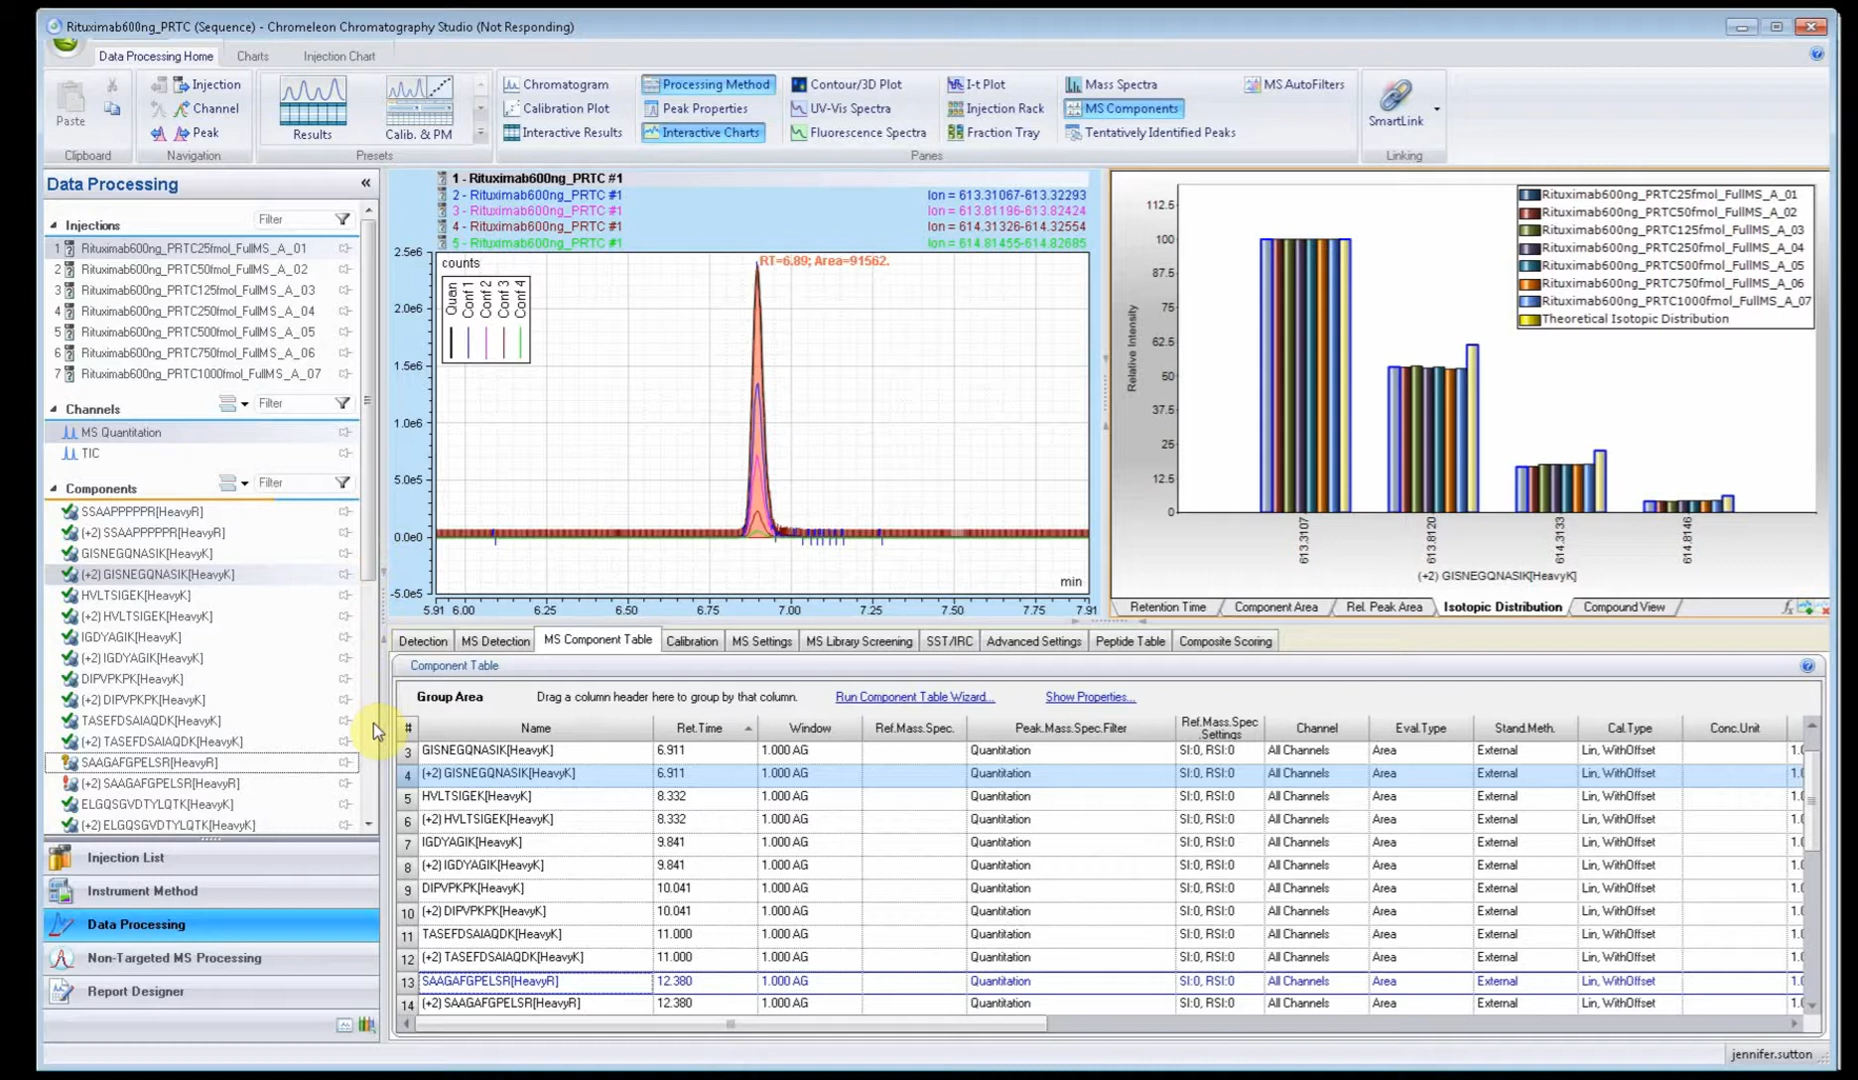 Rituximab600ng_PRTC (Sequence) - Chromeleon Chromatography Studio (Not Responding)
Data Processing Home
Charts
Injection Chart
Paste
Clipboard
Injection
Channel
Peak
Navigation
Results
Calib. & PM
Presets
Chromatogram
Calibration Plot
Interactive Results
Processing Method
Peak Properties
Interactive Charts
Contour/3D Plot
UV-Vis Spectra
Fluorescence Spectra
I-t Plot
Injection Rack
Fraction Tray
Mass Spectra
MS Components
Tentatively Identified Peaks
MS AutoFilters
Panes
SmartLink
Linking
Data Processing
«
Injections
Filter
1 Rituximab600ng_PRTC25fmol_FullMS_A_01
2 Rituximab600ng_PRTC50fmol_FullMS_A_02
3 Rituximab600ng_PRTC125fmol_FullMS_A_03
4 Rituximab600ng_PRTC250fmol_FullMS_A_04
5 Rituximab600ng_PRTC500fmol_FullMS_A_05
6 Rituximab600ng_PRTC750fmol_FullMS_A_06
7 Rituximab600ng_PRTC1000fmol_FullMS_A_07
Channels
Filter
MS Quantitation
TIC
Components
Filter
SSAAPPPPPR[HeavyR]
(+2) SSAAPPPPPR[HeavyR]
GISNEGQNASIK[HeavyK]
(+2) GISNEGQNASIK[HeavyK]
HVLTSIGEK[HeavyK]
(+2) HVLTSIGEK[HeavyK]
IGDYAGIK[HeavyK]
(+2) IGDYAGIK[HeavyK]
DIPVPKPK[HeavyK]
(+2) DIPVPKPK[HeavyK]
TASEFDSAIAQDK[HeavyK]
(+2) TASEFDSAIAQDK[HeavyK]
SAAGAFGPELSR[HeavyR]
(+2) SAAGAFGPELSR[HeavyR]
ELGQSGVDTYLQTK[HeavyK]
(+2) ELGQSGVDTYLQTK[HeavyK]
Injection List
Instrument Method
Data Processing
Non-Targeted MS Processing
Report Designer
1 - Rituximab600ng_PRTC #1
2 - Rituximab600ng_PRTC #1 Ion = 613.31067-613.32293
3 - Rituximab600ng_PRTC #1 Ion = 613.81196-613.82424
4 - Rituximab600ng_PRTC #1 Ion = 614.31326-614.32554
5 - Rituximab600ng_PRTC #1 Ion = 614.81455-614.82685
2.5e6
2.0e6
1.5e6
1.0e6
5.0e5
0.0e0
-5.0e5
counts
Quan
Conf 1
Conf 2
Conf 3
Conf 4
RT=6.89; Area=91562.
min
5.91 6.00 6.25 6.50 6.75 7.00 7.25 7.50 7.75 7.91
Relative Intensity
112.5
100
87.5
75
62.5
50
37.5
25
12.5
0
Rituximab600ng_PRTC25fmol_FullMS_A_01
Rituximab600ng_PRTC50fmol_FullMS_A_02
Rituximab600ng_PRTC125fmol_FullMS_A_03
Rituximab600ng_PRTC250fmol_FullMS_A_04
Rituximab600ng_PRTC500fmol_FullMS_A_05
Rituximab600ng_PRTC750fmol_FullMS_A_06
Rituximab600ng_PRTC1000fmol_FullMS_A_07
Theoretical Isotopic Distribution
613.3107
613.8120
614.3133
614.8146
(+2) GISNEGQNASIK[HeavyK]
Retention Time
Component Area
Rel. Peak Area
Isotopic Distribution
Compound View
Detection
MS Detection
MS Component Table
Calibration
MS Settings
MS Library Screening
SST/IRC
Advanced Settings
Peptide Table
Composite Scoring
Component Table
Group Area Drag a column header here to group by that column. Run Component Table Wizard... Show Properties...
# Name Ret.Time Window Ref.Mass.Spec. Peak.Mass.Spec.Filter Ref.Mass.Spec.Settings Channel Eval.Type Stand.Meth. Cal.Type Conc.Unit
3 GISNEGQNASIK[HeavyK] 6.911 1.000 AG Quantitation SI:0, RSI:0 All Channels Area External Lin, WithOffset 1.0
4 (+2) GISNEGQNASIK[HeavyK] 6.911 1.000 AG Quantitation SI:0, RSI:0 All Channels Area External Lin, WithOffset 1.0
5 HVLTSIGEK[HeavyK] 8.332 1.000 AG Quantitation SI:0, RSI:0 All Channels Area External Lin, WithOffset 1.0
6 (+2) HVLTSIGEK[HeavyK] 8.332 1.000 AG Quantitation SI:0, RSI:0 All Channels Area External Lin, WithOffset 1.0
7 IGDYAGIK[HeavyK] 9.841 1.000 AG Quantitation SI:0, RSI:0 All Channels Area External Lin, WithOffset 1.0
8 (+2) IGDYAGIK[HeavyK] 9.841 1.000 AG Quantitation SI:0, RSI:0 All Channels Area External Lin, WithOffset 1.0
9 DIPVPKPK[HeavyK] 10.041 1.000 AG Quantitation SI:0, RSI:0 All Channels Area External Lin, WithOffset 1.0
10 (+2) DIPVPKPK[HeavyK] 10.041 1.000 AG Quantitation SI:0, RSI:0 All Channels Area External Lin, WithOffset 1.0
11 TASEFDSAIAQDK[HeavyK] 11.000 1.000 AG Quantitation SI:0, RSI:0 All Channels Area External Lin, WithOffset 1.0
12 (+2) TASEFDSAIAQDK[HeavyK] 11.000 1.000 AG Quantitation SI:0, RSI:0 All Channels Area External Lin, WithOffset 1.0
13 SAAGAFGPELSR[HeavyR] 12.380 1.000 AG Quantitation SI:0, RSI:0 All Channels Area External Lin, WithOffset 1.0
14 (+2) SAAGAFGPELSR[HeavyR] 12.380 1.000 AG Quantitation SI:0, RSI:0 All Channels Area External Lin, WithOffset 1.0
jennifer.sutton